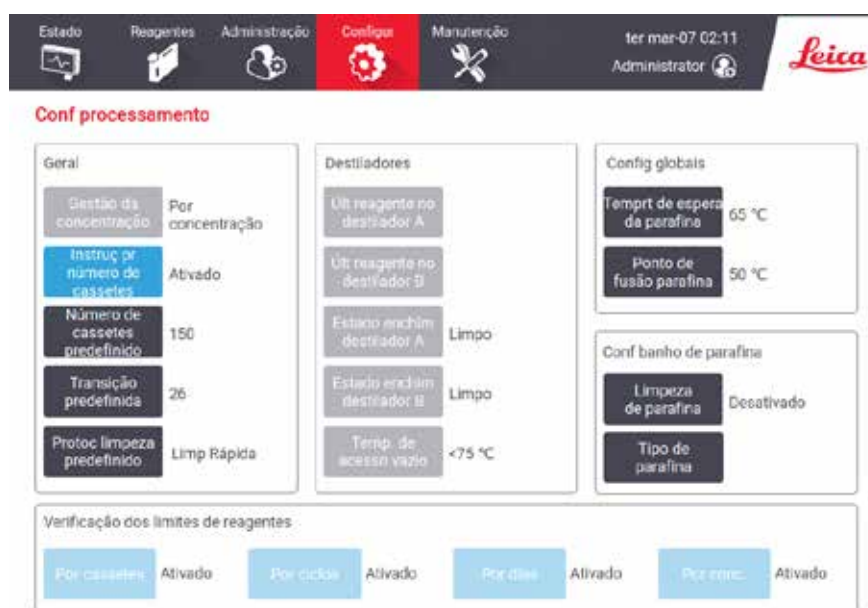 Estado Reagentes Administração Configur Manutenção ter mar-07 02:11
Administrator
Leica
Conf processamento
Geral
Gestão da
concentração
Por
concentração
Instruç pr
número de
cassetes
Ativado
Número de
cassetes
predefinido
150
Transição
predefinida
26
Protoc limpeza
predefinido
Limp Rápida
Destiladores
Últ reagente no
destilador A
Últ reagente no
destilador B
Estado enchim
destilador A
Limpo
Estado enchim
destilador B
Limpo
Temp. de
acesso vazio
<75 °C
Config globais
Temprt de espera
da parafina
65 °C
Ponto de
fusão parafina
50 °C
Conf banho de parafina
Limpeza
de parafina
Desativado
Tipo de
parafina
Verificação dos limites de reagentes
Por cassetes Ativado Por ciclos Ativado Por dias Ativado Por conc. Ativado